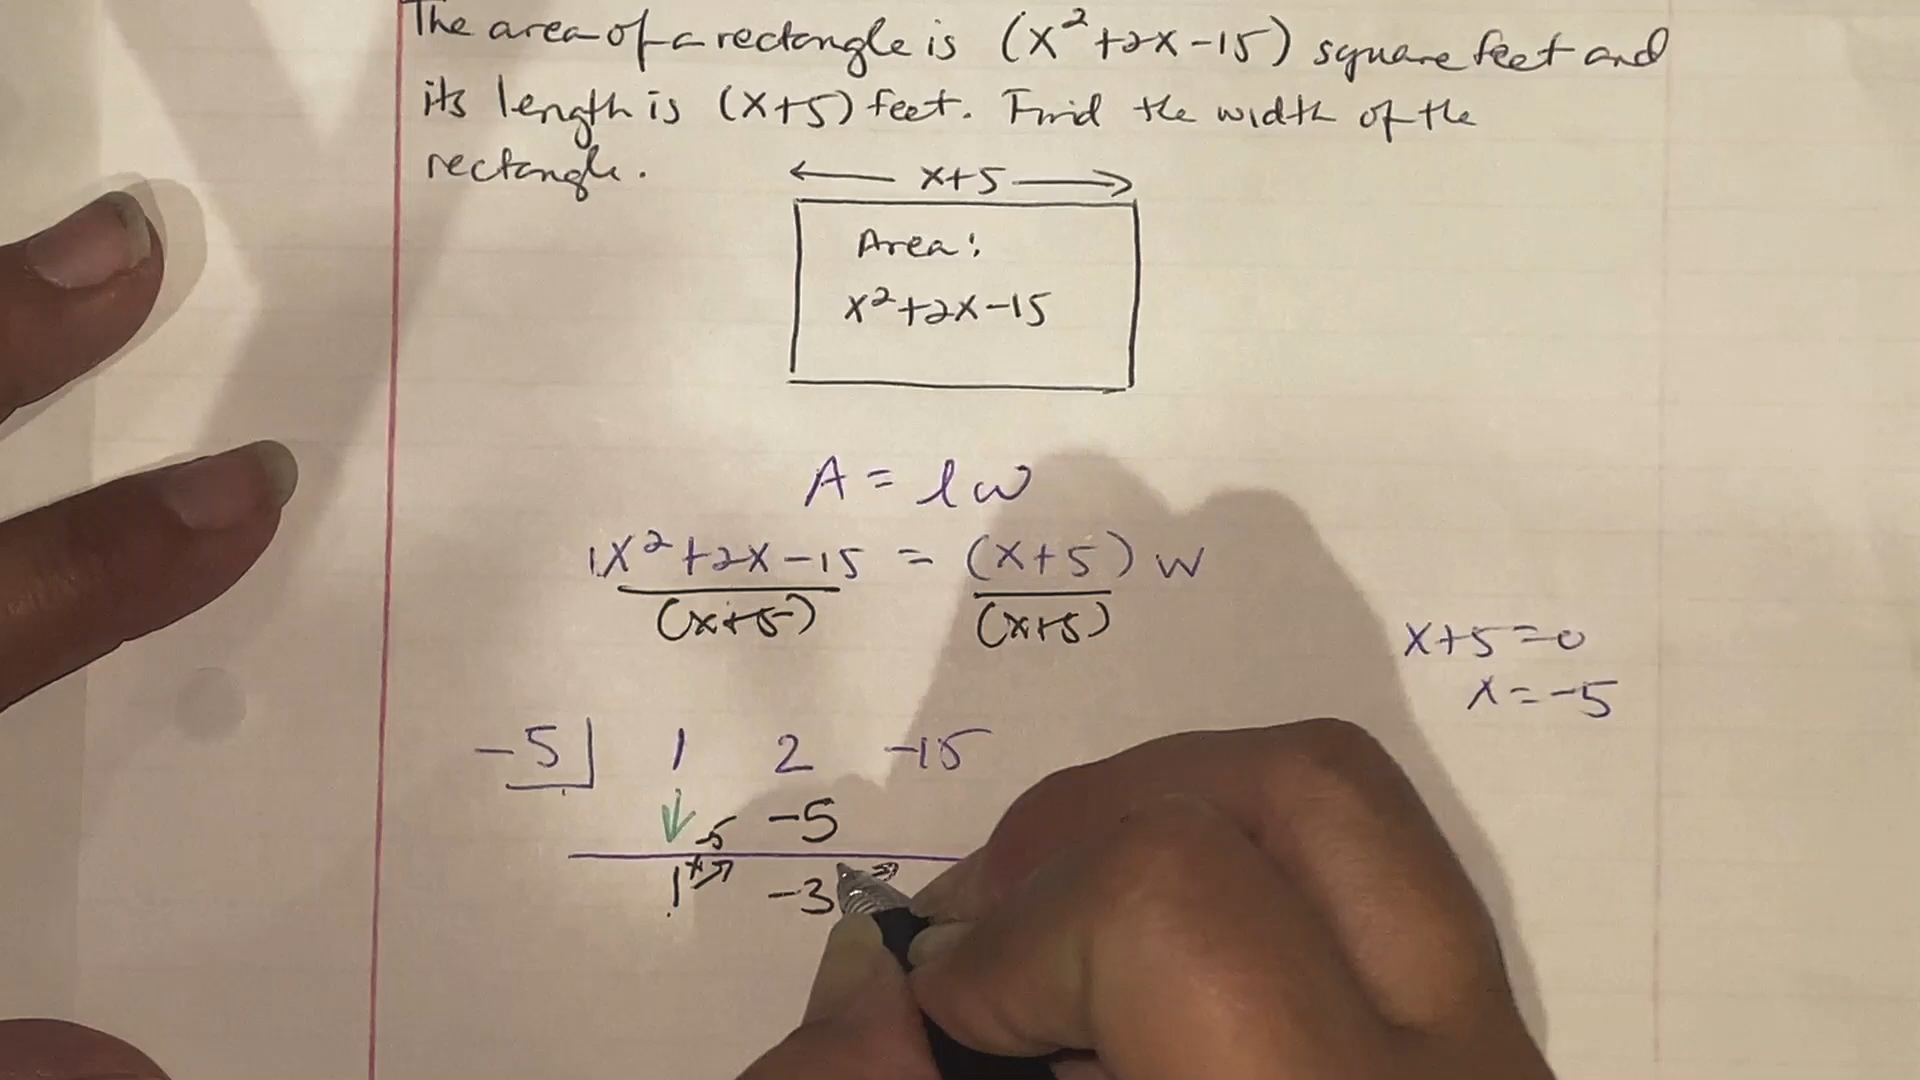 The area of a rectangle is (x²+2x-15) square feet and
its length is (x+5) feet. Find the width of the
rectangle.
x+5
Area:
x²+2x-15
A = lw
1x²+2x-15 = (x+5) w
(x+5) (x+5)
x+5=0
x=-5
-5 1 2 -15
-5 -5
1 x -3